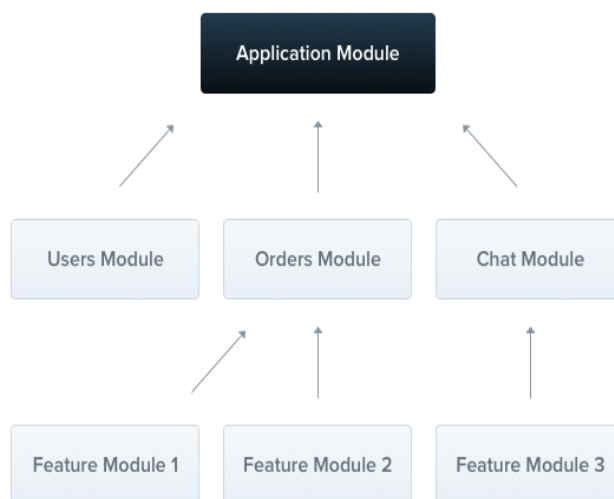 Application Module
Users Module
Orders Module
Chat Module
Feature Module 1
Feature Module 2
Feature Module 3